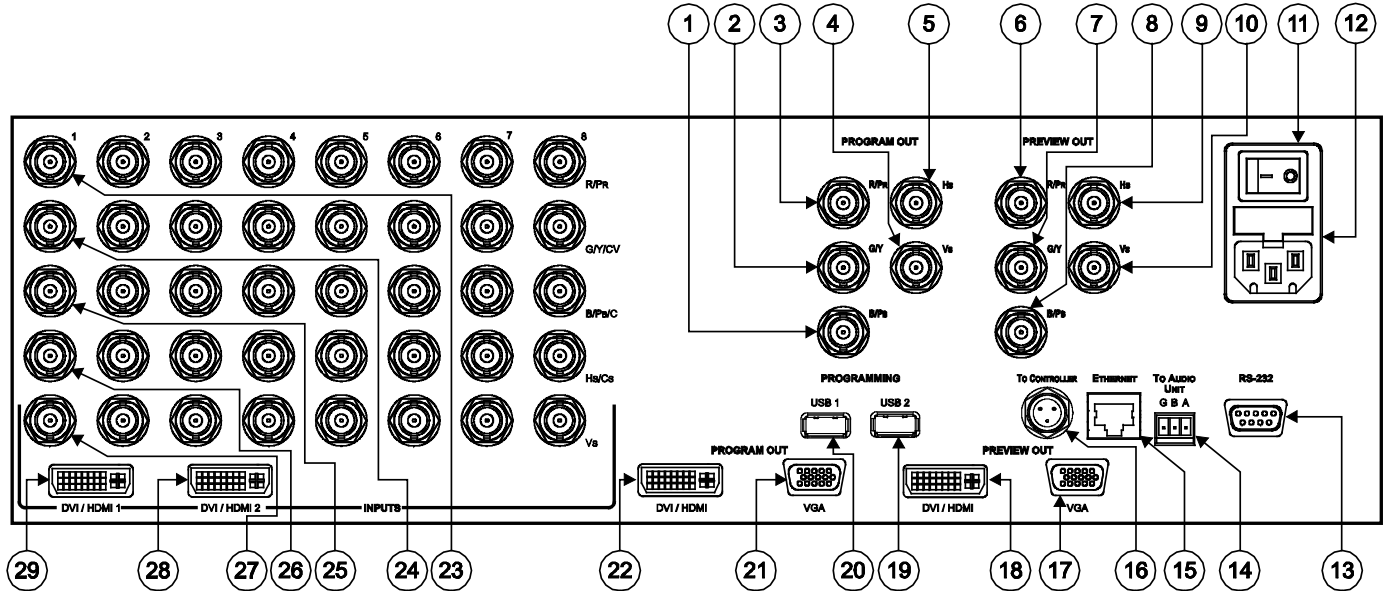 1 2 3 4 5 6 7 8 9 10 11 12
1 2 3 4 5 6 7 8
PROGRAM OUT PREVIEW OUT
R/PR
R/PR HS R/PR HS
G/Y/CV
G/Y VS G/Y VS
B/PB/C
B/PB B/PB
HS/CS
PROGRAMMING TO CONTROLLER ETHERNET TO AUDIO UNIT RS-232
USB 1 USB 2 G B A
VS
PROGRAM OUT PREVIEW OUT
DVI / HDMI 1 DVI / HDMI 2 INPUTS DVI / HDMI VGA DVI / HDMI VGA
29 28 27 26 25 24 23 22 21 20 19 18 17 16 15 14 13